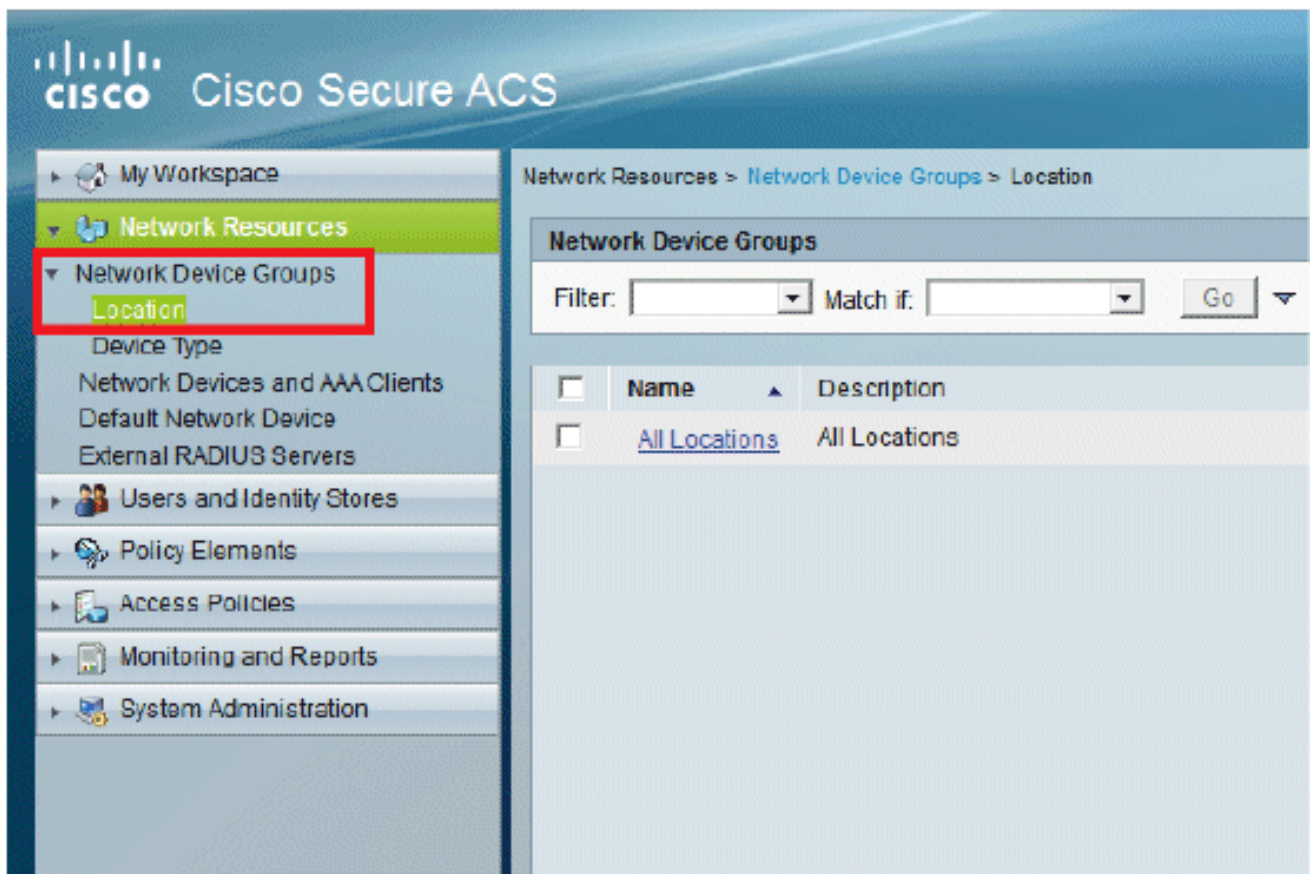 CISCO Cisco Secure ACS
My Workspace
Network Resources
Network Device Groups
Location
Device Type
Network Devices and AAA Clients
Default Network Device
External RADIUS Servers
Users and Identity Stores
Policy Elements
Access Policies
Monitoring and Reports
System Administration
Network Resources > Network Device Groups > Location
Network Device Groups
Filter: Match if: Go
Name Description
All Locations All Locations